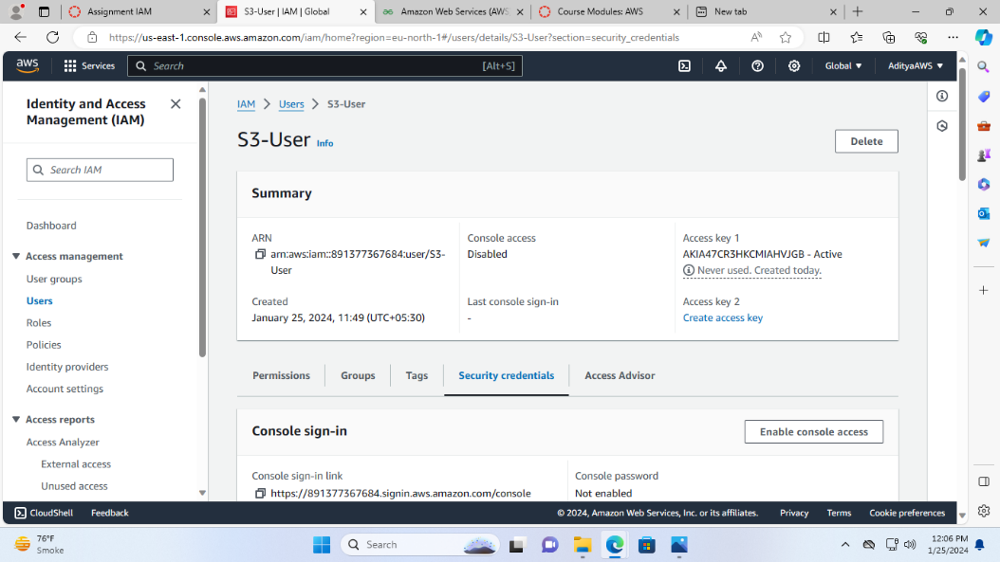 Assignment IAM
S3-User | IAM | Global
Amazon Web Services (AWS
Course Modules: AWS
New tab
https://us-east-1.console.aws.amazon.com/iam/home?region=eu-north-1#/users/details/S3-User?section=security_credentials
aws
Services
Search
[Alt+S]
Global
AdityaAWS
Identity and Access
Management (IAM)
Search IAM
Dashboard
Access management
User groups
Users
Roles
Policies
Identity providers
Account settings
Access reports
Access Analyzer
External access
Unused access
IAM > Users > S3-User
S3-User Info
Delete
Summary
ARN
arn:aws:iam::891377367684:user/S3-
User
Created
January 25, 2024, 11:49 (UTC+05:30)
Console access
Disabled
Last console sign-in
-
Access key 1
AKIA47CR3HKCMIAHVJGB - Active
Never used. Created today.
Access key 2
Create access key
Permissions
Groups
Tags
Security credentials
Access Advisor
Console sign-in
Enable console access
Console sign-in link
https://891377367684.signin.aws.amazon.com/console
Console password
Not enabled
CloudShell
Feedback
© 2024, Amazon Web Services, Inc. or its affiliates.
Privacy
Terms
Cookie preferences
76°F
Smoke
Search
12:06 PM
1/25/2024